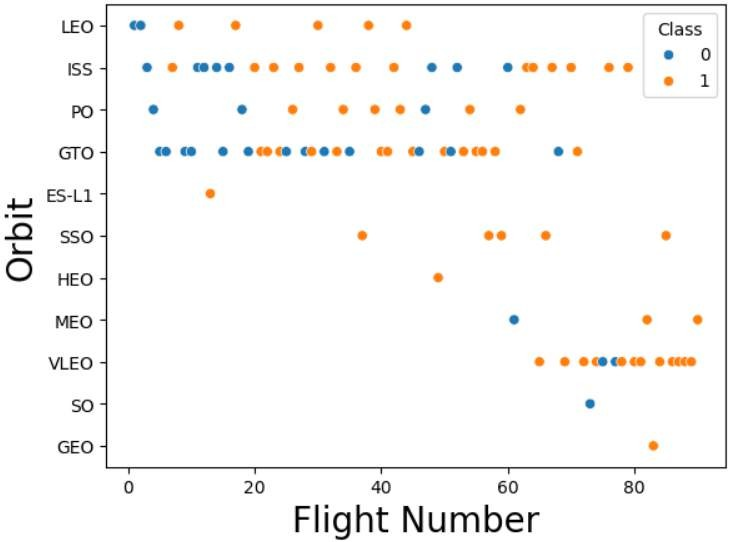 LEO
ISS
PO
GTO
ES-L1
SSO
HEO
MEO
VLEO
SO
GEO
Orbit
0
20
40
60
80
Flight Number
Class
0
1